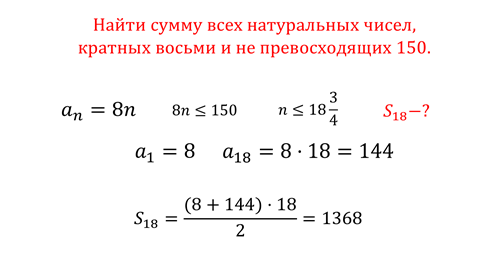 Найти сумму всех натуральных чисел,
кратных восьми и не превосходящих 150.
aₙ = 8n 8n ≤ 150 n ≤ 18 3/4 S₁₈−?
a₁ = 8 a₁₈ = 8 · 18 = 144
S₁₈ = (8 + 144) · 18 / 2 = 1368